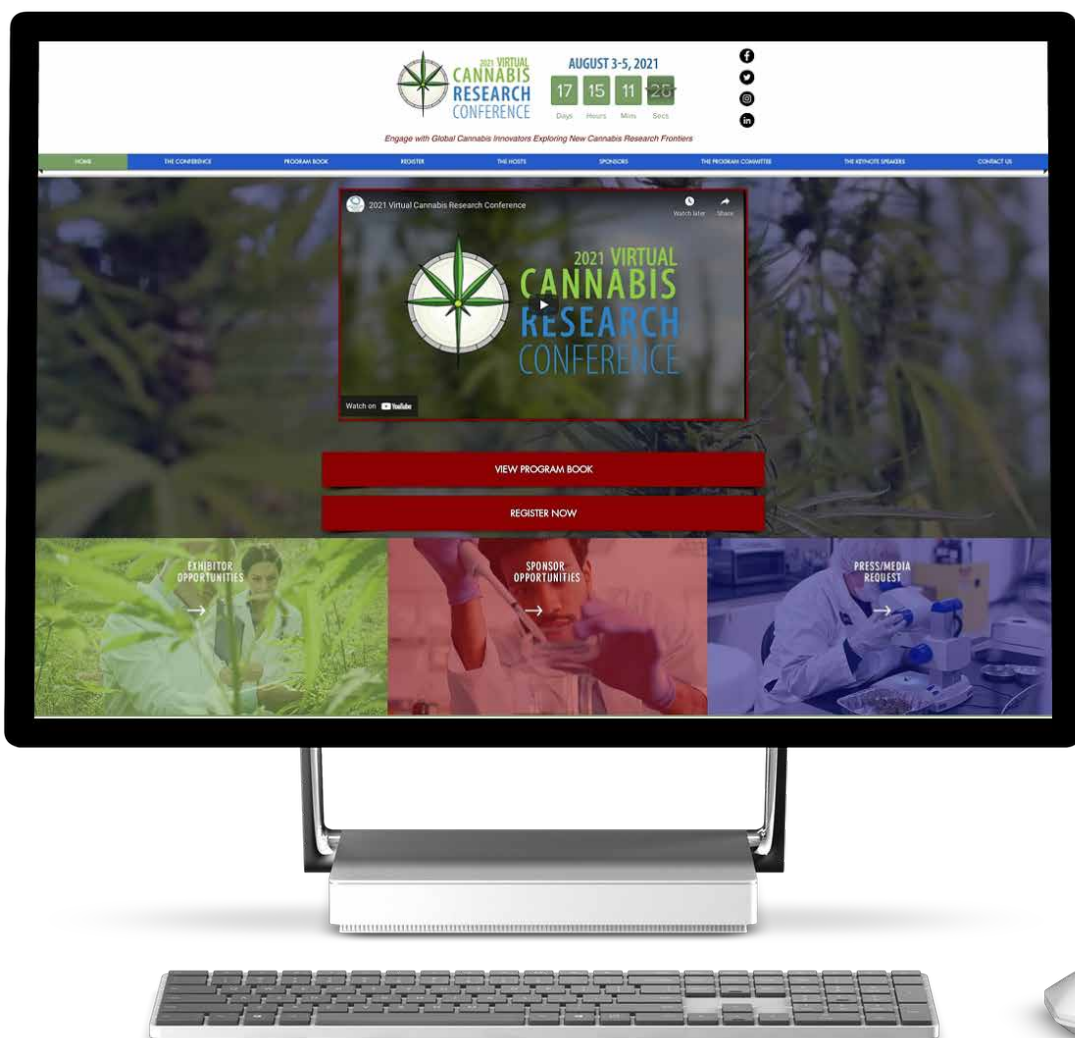 2021 VIRTUAL
CANNABIS
RESEARCH
CONFERENCE
AUGUST 3-5, 2021
17 15 11
Days Hours Mins Secs
Engage with Global Cannabis Innovators Exploring New Cannabis Research Frontiers
HOME THE CONFERENCE PROGRAM BOOK REGISTER THE HOSTS SPONSORS THE PROGRAM COMMITTEE THE KEYNOTE SPEAKERS CONTACT US
2021 Virtual Cannabis Research Conference
Watch later Share
2021 VIRTUAL
CANNABIS
RESEARCH
CONFERENCE
Watch on YouTube
VIEW PROGRAM BOOK
REGISTER NOW
EXHIBITOR
OPPORTUNITIES
SPONSOR
OPPORTUNITIES
PRESS/MEDIA
REQUEST